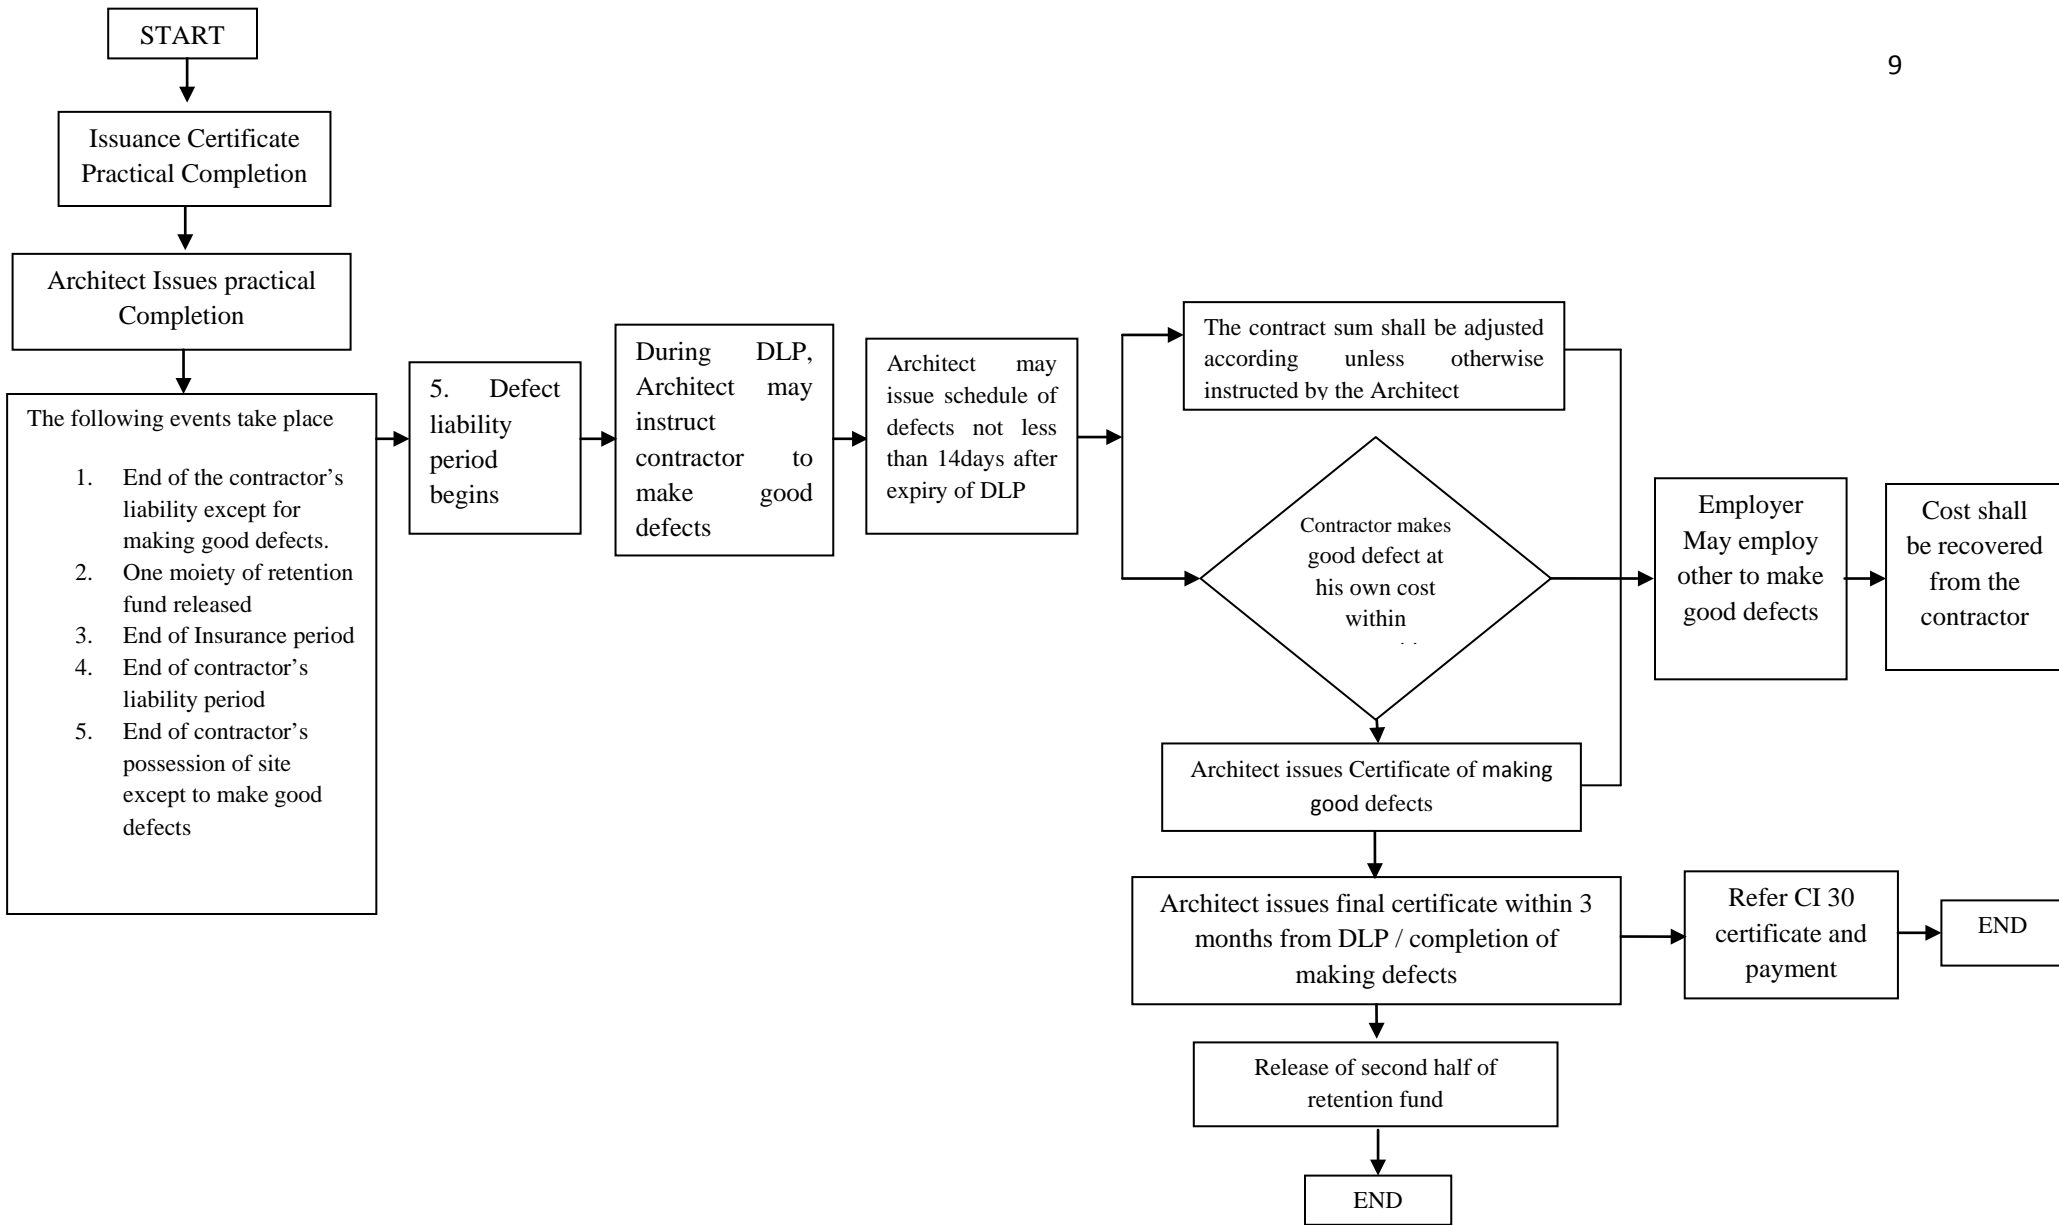 9
START
Issuance Certificate
Practical Completion
Architect Issues practical
Completion
The following events take place
1. End of the contractor’s
liability except for
making good defects.
2. One moiety of retention
fund released
3. End of Insurance period
4. End of contractor’s
liability period
5. End of contractor’s
possession of site
except to make good
defects
5. Defect
liability
period
begins
During DLP,
Architect may
instruct
contractor to
make good
defects
Architect may
issue schedule of
defects not less
than 14days after
expiry of DLP
The contract sum shall be adjusted
according unless otherwise
instructed by the Architect
Contractor makes
good defect at
his own cost
within
Employer
May employ
other to make
good defects
Cost shall
be recovered
from the
contractor
Architect issues Certificate of making
good defects
Architect issues final certificate within 3
months from DLP / completion of
making defects
Refer CI 30
certificate and
payment
END
Release of second half of
retention fund
END